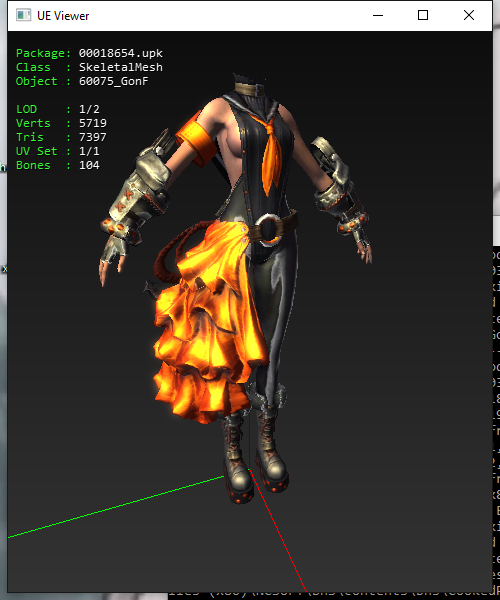 UE Viewer
Package: 00018654.upk
Class  : SkeletalMesh
Object : 60075_GonF
LOD    : 1/2
Verts  : 5719
Tris   : 7397
UV Set : 1/1
Bones  : 104